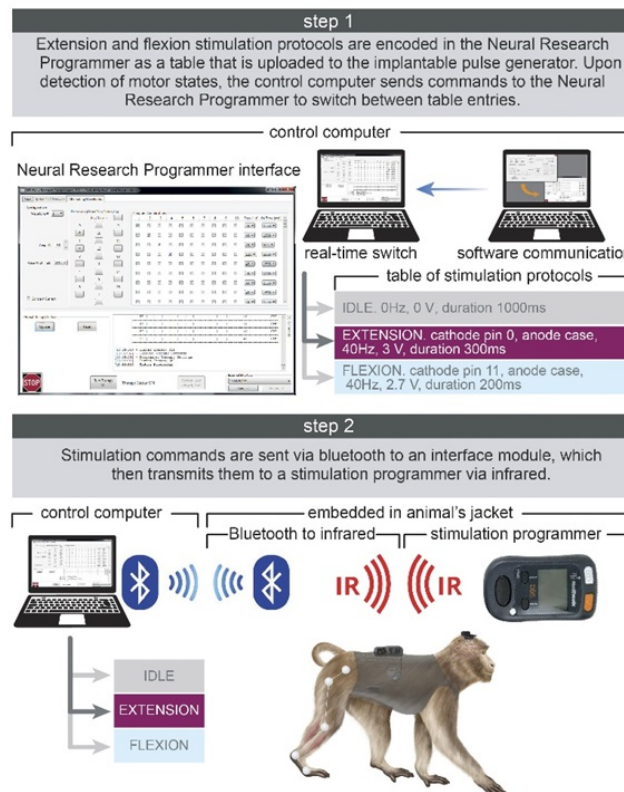 step 1
Extension and flexion stimulation protocols are encoded in the Neural Research
Programmer as a table that is uploaded to the implantable pulse generator. Upon
detection of motor states, the control computer sends commands to the Neural
Research Programmer to switch between table entries.
control computer
Neural Research Programmer interface
real-time switch
software communication
table of stimulation protocols
IDLE. 0Hz, 0 V, duration 1000ms
EXTENSION. cathode pin 0, anode case,
40Hz, 3 V, duration 300ms
FLEXION. cathode pin 11, anode case,
40Hz, 2.7 V, duration 200ms
STOP
step 2
Stimulation commands are sent via bluetooth to an interface module, which
then transmits them to a stimulation programmer via infrared.
control computer
embedded in animal's jacket
Bluetooth to infrared
stimulation programmer
IR
IR
IDLE
EXTENSION
FLEXION